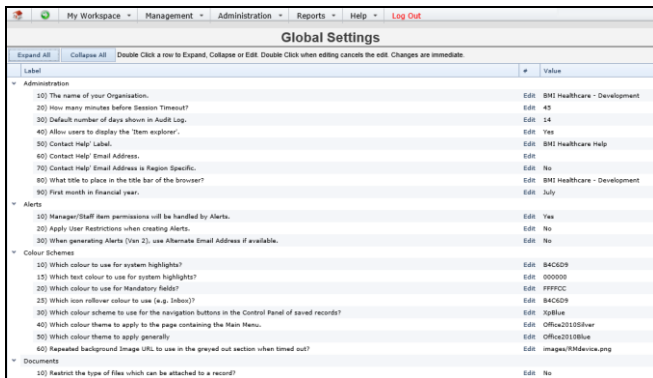 My Workspace Management Administration Reports Help Log Out
Global Settings
Expand All Collapse All Double Click a row to Expand, Collapse or Edit. Double Click when editing cancels the edit. Changes are immediate.
Label # Value
Administration
10) The name of your Organisation. Edit BMI Healthcare - Development
20) How many minutes before Session Timeout? Edit 45
30) Default number of days shown in Audit Log. Edit 14
40) Allow users to display the 'Item explorer'. Edit Yes
50) Contact Help' Label. Edit BMI Healthcare Help
60) Contact Help' Email Address. Edit
70) Contact Help' Email Address is Region Specific. Edit No
80) What title to place in the title bar of the browser? Edit BMI Healthcare - Development
90) First month in financial year. Edit July
Alerts
10) Manager/Staff item permissions will be handled by Alerts. Edit Yes
20) Apply User Restrictions when creating Alerts. Edit No
30) When generating Alerts (Vsn 2), use Alternate Email Address if available. Edit No
Colour Schemes
10) Which colour to use for system highlights? Edit B4C6D9
15) Which text colour to use for system highlights? Edit 000000
20) Which colour to use for Mandatory fields? Edit FFFFCC
25) Which icon rollover colour to use (e.g. Inbox)? Edit B4C6D9
30) Which colour scheme to use for the navigation buttons in the Control Panel of saved records? Edit XpBlue
40) Which colour theme to apply to the page containing the Main Menu. Edit Office2010Silver
50) Which colour theme to apply generally Edit Office2010Blue
60) Repeated background Image URL to use in the greyed out section when timed out? Edit images/RMdevice.png
Documents
10) Restrict the type of files which can be attached to a record? Edit No